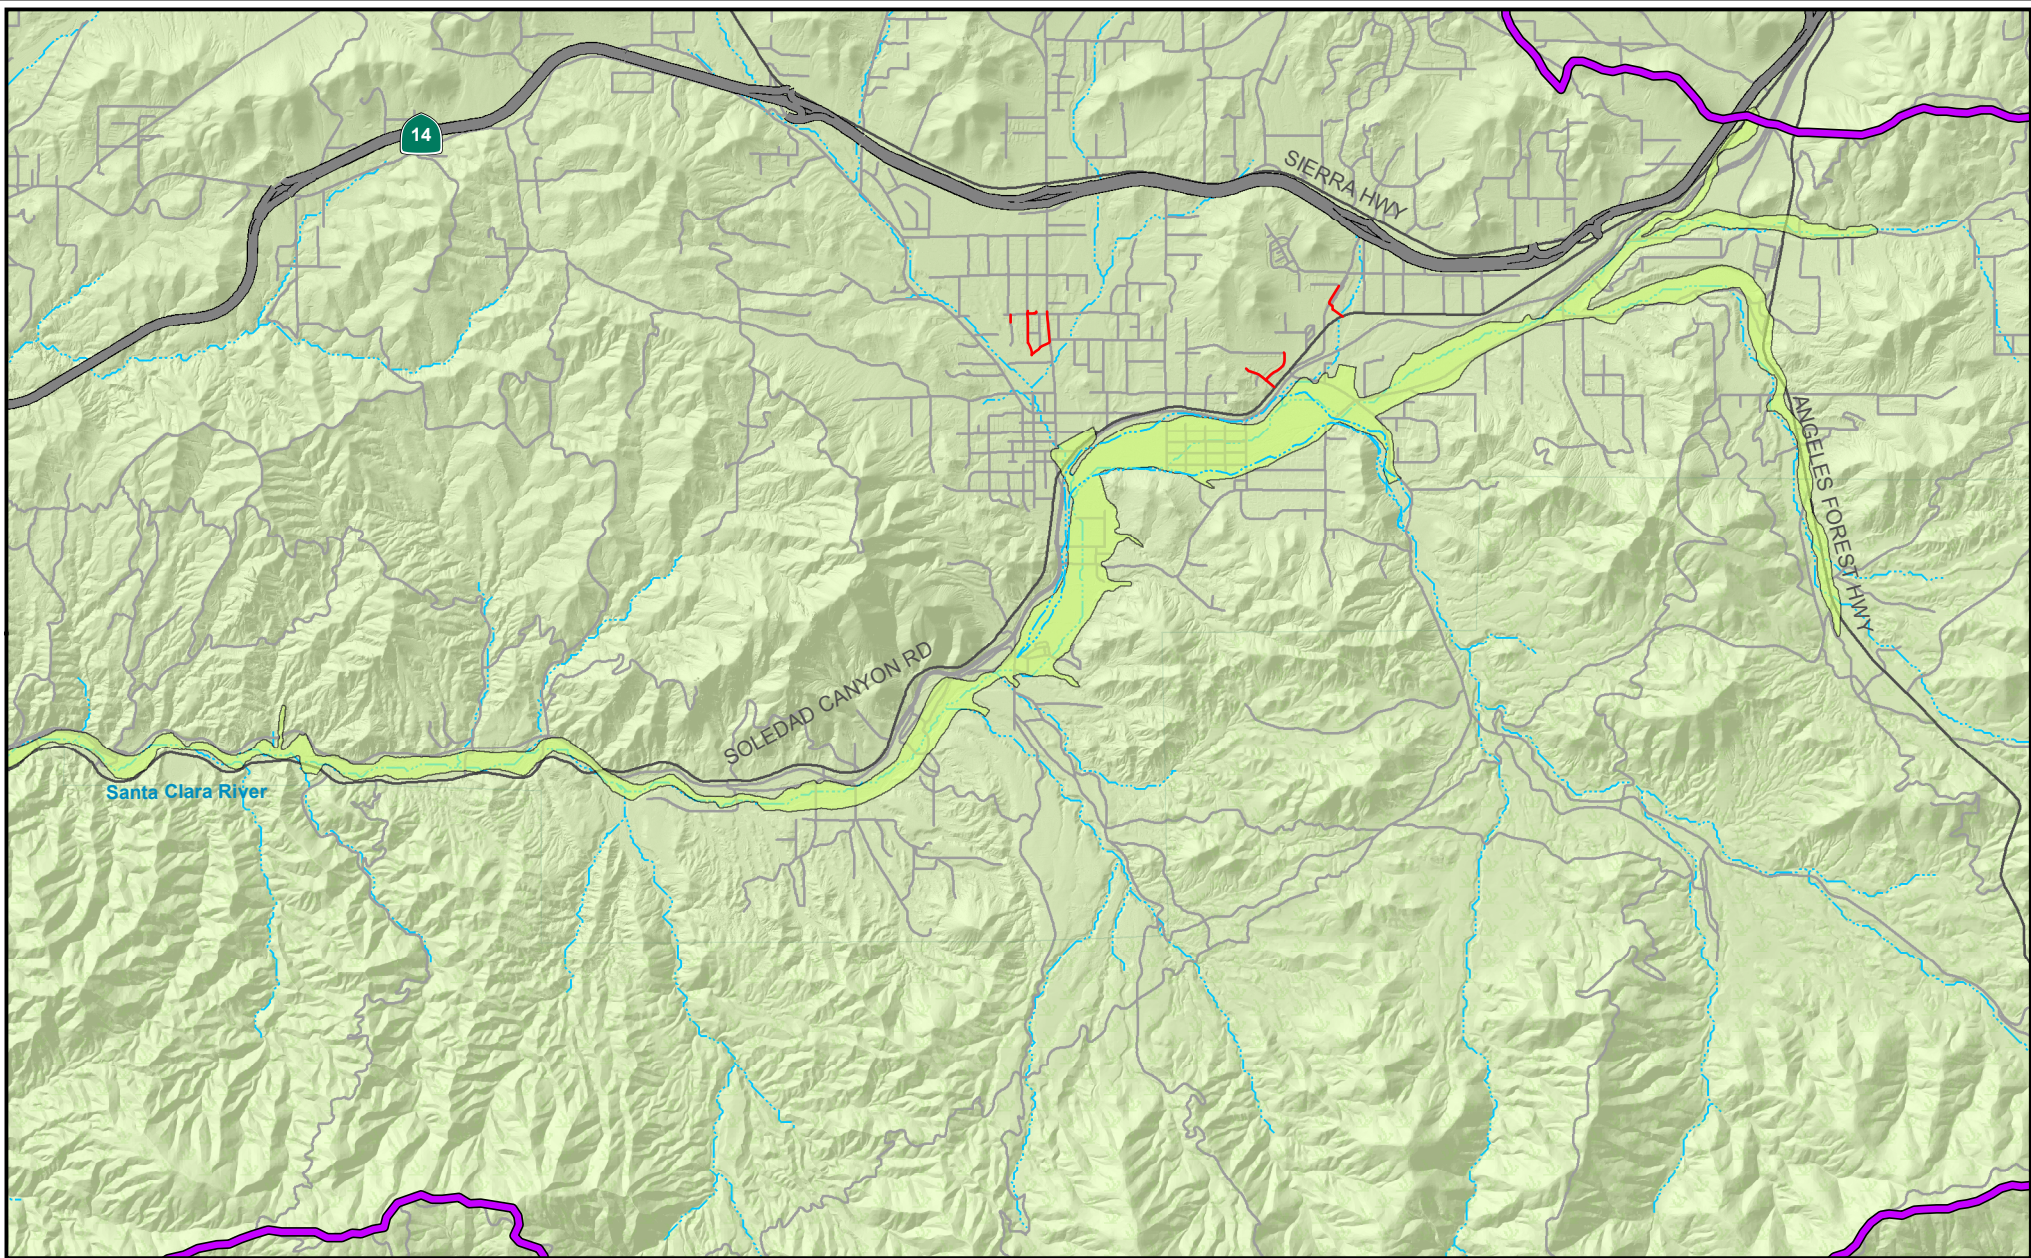 14
SIERRA HWY
ANGELES FOREST HWY
SOLEDAD CANYON RD
Santa Clara River